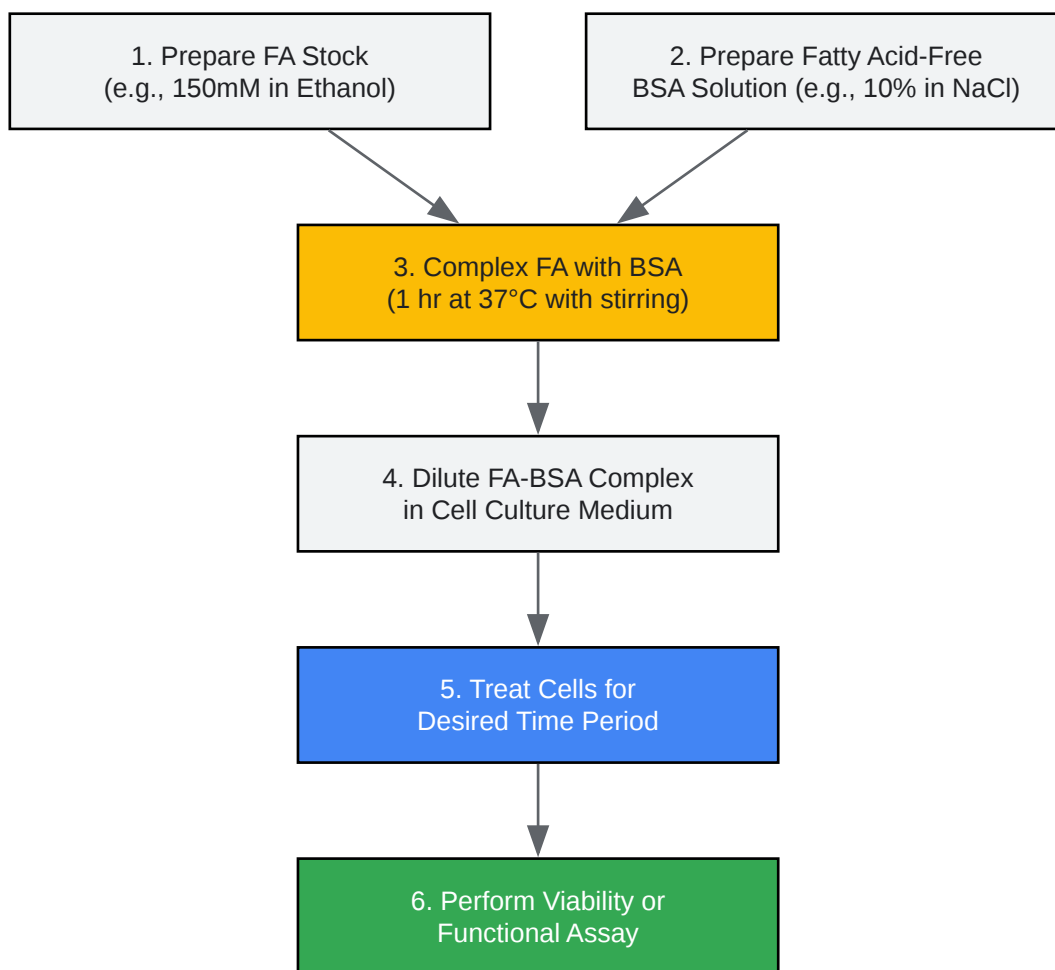 1. Prepare FA Stock
(e.g., 150mM in Ethanol)
2. Prepare Fatty Acid-Free
BSA Solution (e.g., 10% in NaCl)
3. Complex FA with BSA
(1 hr at 37°C with stirring)
4. Dilute FA-BSA Complex
in Cell Culture Medium
5. Treat Cells for
Desired Time Period
6. Perform Viability or
Functional Assay